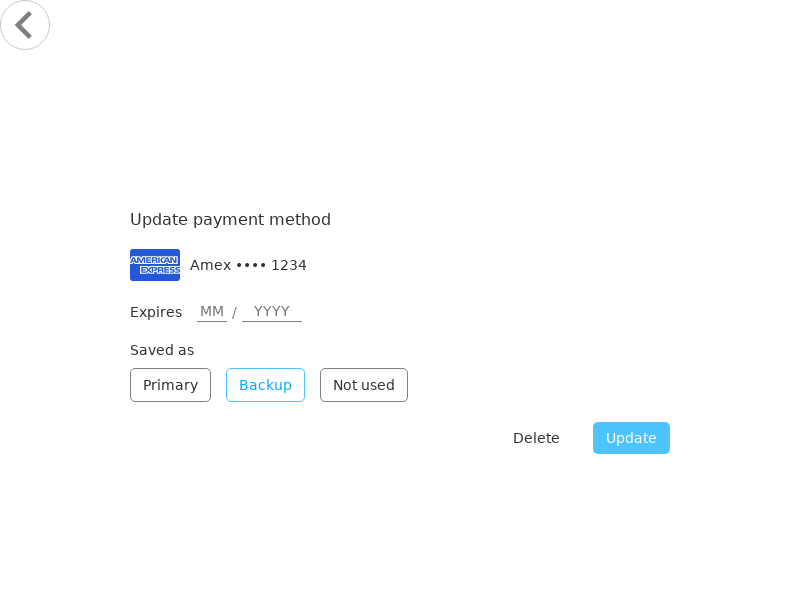 Update payment method
AMERICAN
EXPRESS
Amex •••• 1234
Expires MM / YYYY
Saved as
Primary Backup Not used
Delete Update